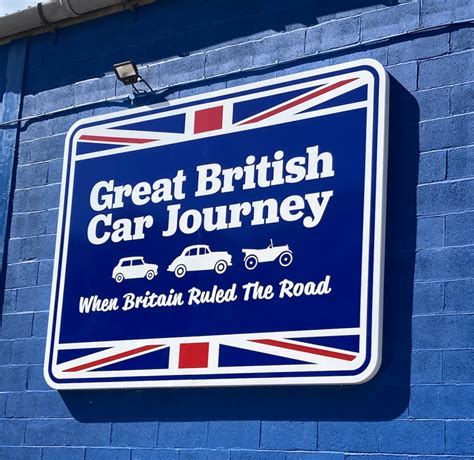 Great British
Car Journey
When Britain Ruled The Road